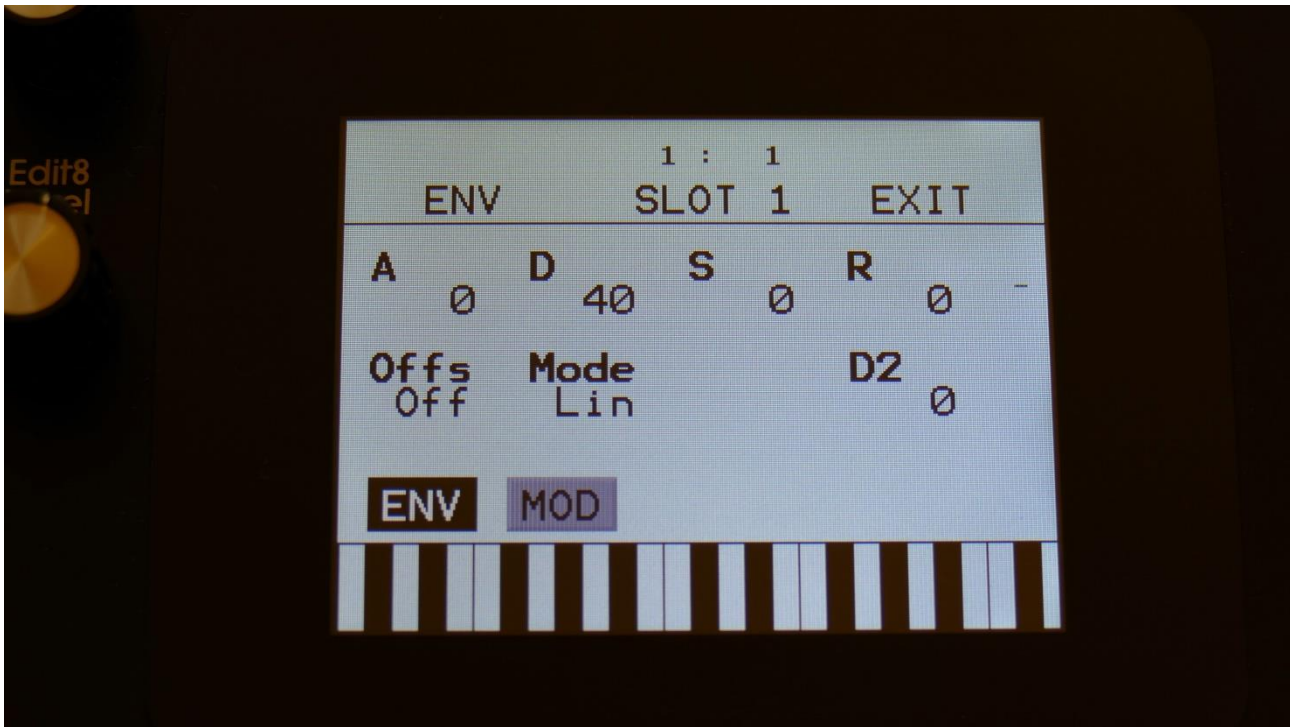 1 : 1
ENV SLOT 1 EXIT
A D S R
0 40 0 0 -
Offs Mode D2
Off Lin 0
ENV MOD
Edit8